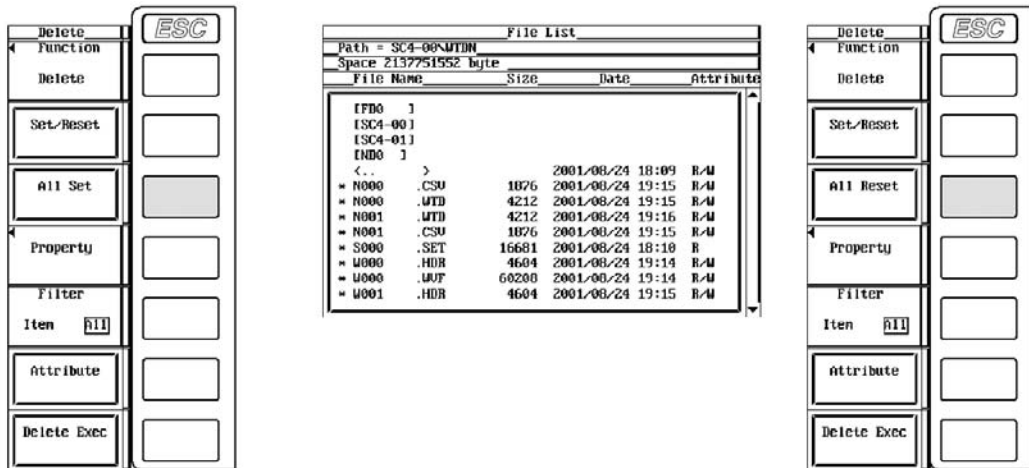 Delete
Function
Delete
Set/Reset
All Set
Property
Filter
Item All
Attribute
Delete Exec
ESC
File List
Path = SC4-00\WTDN
Space 2137751552 byte
File Name Size Date Attribute
[FD0 ]
[SC4-00]
[SC4-01]
[ND0 ]
<.. > 2001/08/24 18:09 R/W
* N000 .CSV 1876 2001/08/24 19:15 R/W
* N000 .WTD 4212 2001/08/24 19:15 R/W
* N001 .WTD 4212 2001/08/24 19:16 R/W
* N001 .CSV 1876 2001/08/24 19:15 R/W
* S000 .SET 16681 2001/08/24 18:10 R
* W000 .HDR 4604 2001/08/24 19:14 R/W
* W000 .WVF 60208 2001/08/24 19:14 R/W
* W001 .HDR 4604 2001/08/24 19:15 R/W
Delete
Function
Delete
Set/Reset
All Reset
Property
Filter
Item All
Attribute
Delete Exec
ESC